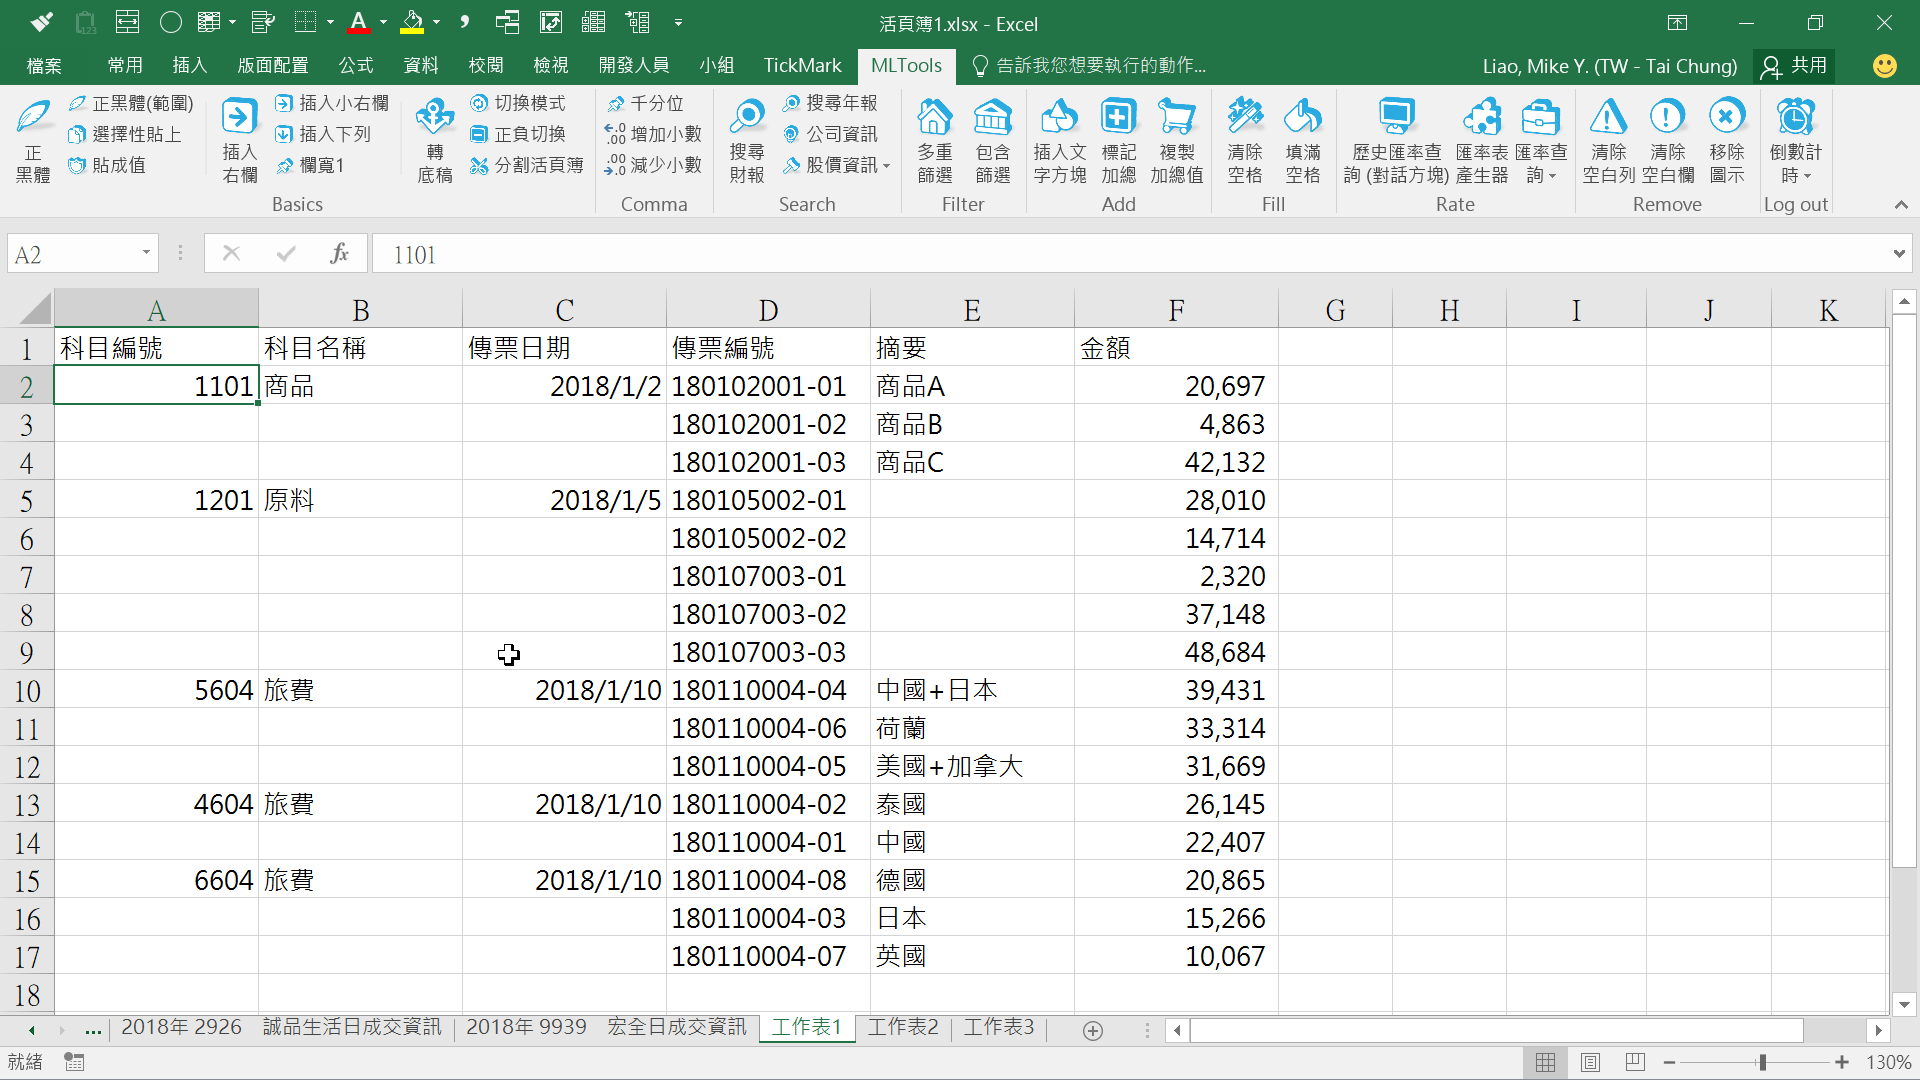 活頁簿1.xlsx - Excel
檔案 常用 插入 版面配置 公式 資料 校閱 檢視 開發人員 小組 TickMark MLTools 告訴我您想要執行的動作... Liao, Mike Y. (TW - Tai Chung) 共用
正黑體 正黑體(範圍) 選擇性貼上 貼成值 插入右欄 插入小右欄 插入下列 欄寬1 轉底稿 切換模式 正負切換 分割活頁簿
千分位 增加小數 減少小數
搜尋財報 搜尋年報 公司資訊 股價資訊
多重篩選 包含篩選
插入文字方塊 標記加總 複製加總值
清除空格 填滿空格
歷史匯率查詢 (對話方塊) 匯率表產生器 匯率查詢
清除空白列 清除空白欄 移除圖示
倒數計時
Basics Comma Search Filter Add Fill Rate Remove Log out
A2 fx 1101
A B C D E F G H I J K
1 科目編號 科目名稱 傳票日期 傳票編號 摘要 金額
2 1101 商品 2018/1/2 180102001-01 商品A 20,697
3 180102001-02 商品B 4,863
4 180102001-03 商品C 42,132
5 1201 原料 2018/1/5 180105002-01 28,010
6 180105002-02 14,714
7 180107003-01 2,320
8 180107003-02 37,148
9 180107003-03 48,684
10 5604 旅費 2018/1/10 180110004-04 中國+日本 39,431
11 180110004-06 荷蘭 33,314
12 180110004-05 美國+加拿大 31,669
13 4604 旅費 2018/1/10 180110004-02 泰國 26,145
14 180110004-01 中國 22,407
15 6604 旅費 2018/1/10 180110004-08 德國 20,865
16 180110004-03 日本 15,266
17 180110004-07 英國 10,067
18
... 2018年 2926 誠品生活日成交資訊 2018年 9939 宏全日成交資訊 工作表1 工作表2 工作表3
就緒 130%